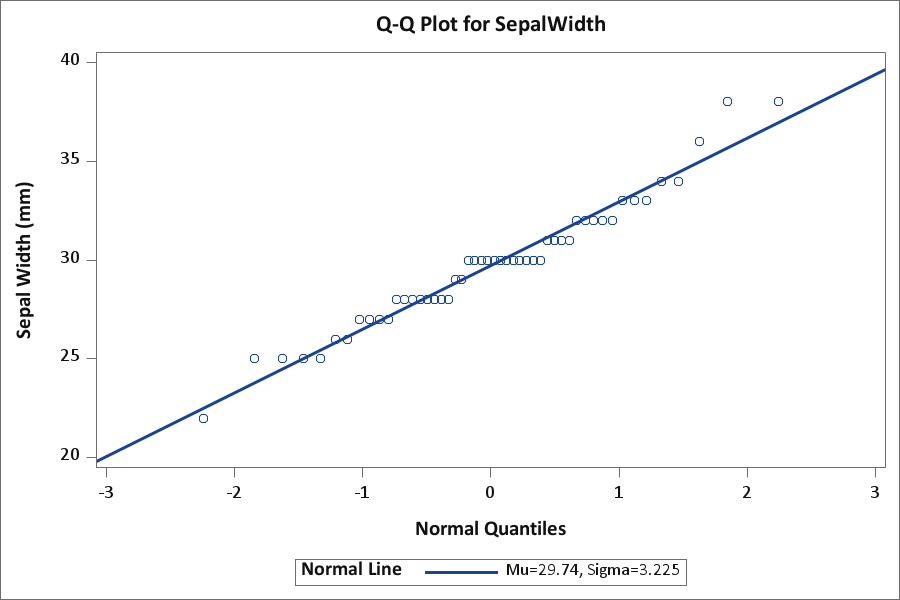 Q-Q Plot for SepalWidth
40
35
30
25
20
Sepal Width (mm)
-3 -2 -1 0 1 2 3
Normal Quantiles
Normal Line Mu=29.74, Sigma=3.225